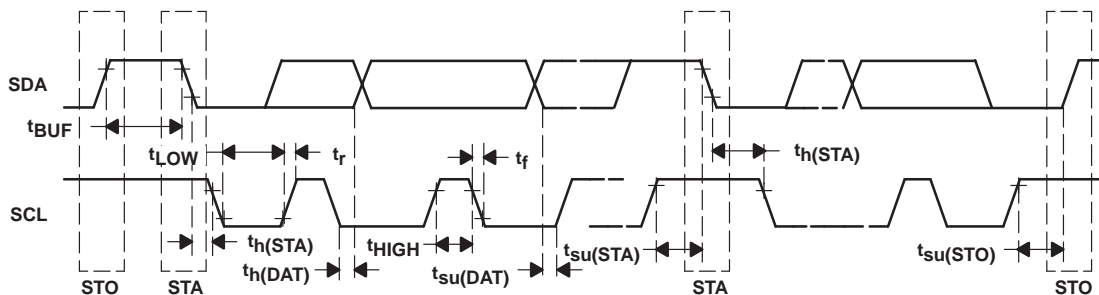 SDA
tBUF
tLOW
tr
tf
th(STA)
SCL
th(STA)
tHIGH
tsu(STA)
tsu(STO)
th(DAT)
tsu(DAT)
STO
STA
STA
STO